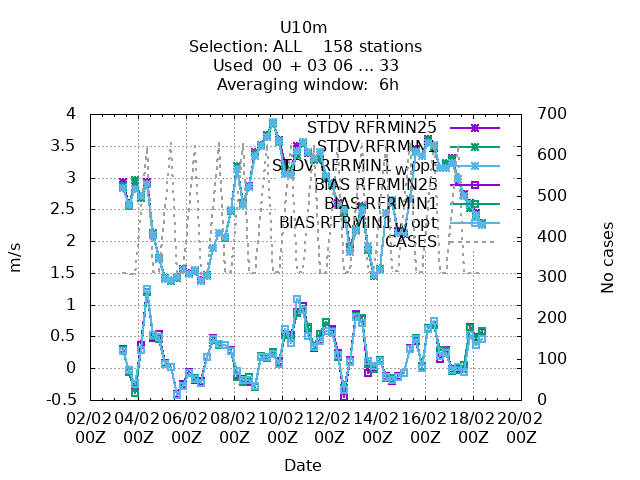 U10m
Selection: ALL    158 stations
Used  00 + 03 06 ... 33
Averaging window:  6h
4
3.5
3
2.5
2
1.5
1
0.5
0
-0.5
m/s
700
600
500
400
300
200
100
0
No cases
STDV RFRMIN25
STDV RFRMIN1
STDV RFRMIN1_wopt
BIAS RFRMIN25
BIAS RFRMIN1
BIAS RFRMIN1_wopt
CASES
02/02 04/02 06/02 08/02 10/02 12/02 14/02 16/02 18/02 20/02
00Z 00Z 00Z 00Z 00Z 00Z 00Z 00Z 00Z 00Z
Date